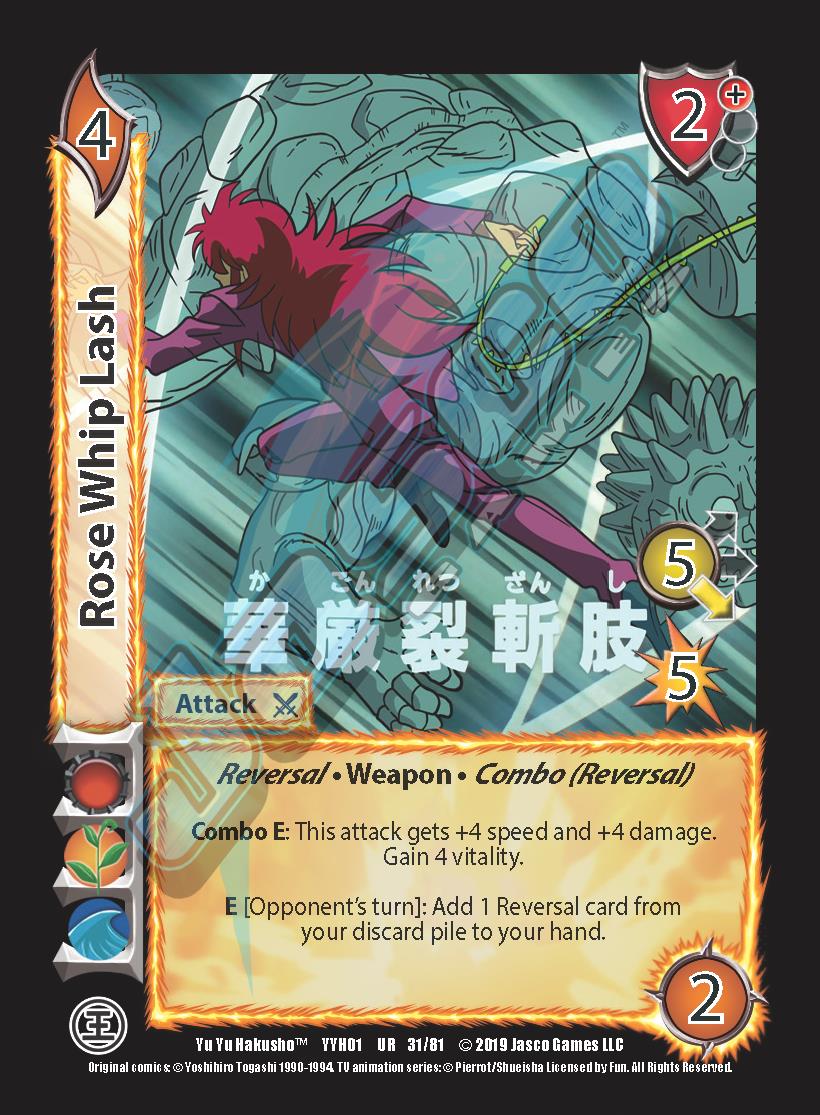 4
2 +
™
Rose Whip Lash
か ごん れつ ざん し
華厳裂斬肢
5
5
Attack
Reversal • Weapon • Combo (Reversal)
Combo E: This attack gets +4 speed and +4 damage.
Gain 4 vitality.
E [Opponent's turn]: Add 1 Reversal card from
your discard pile to your hand.
2
王
Yu Yu Hakusho™ YYH01 UR 31/81 © 2019 Jasco Games LLC
Original comics: © Yoshihiro Togashi 1990-1994. TV animation series: © Pierrot/Shueisha Licensed by Fun. All Rights Reserved.